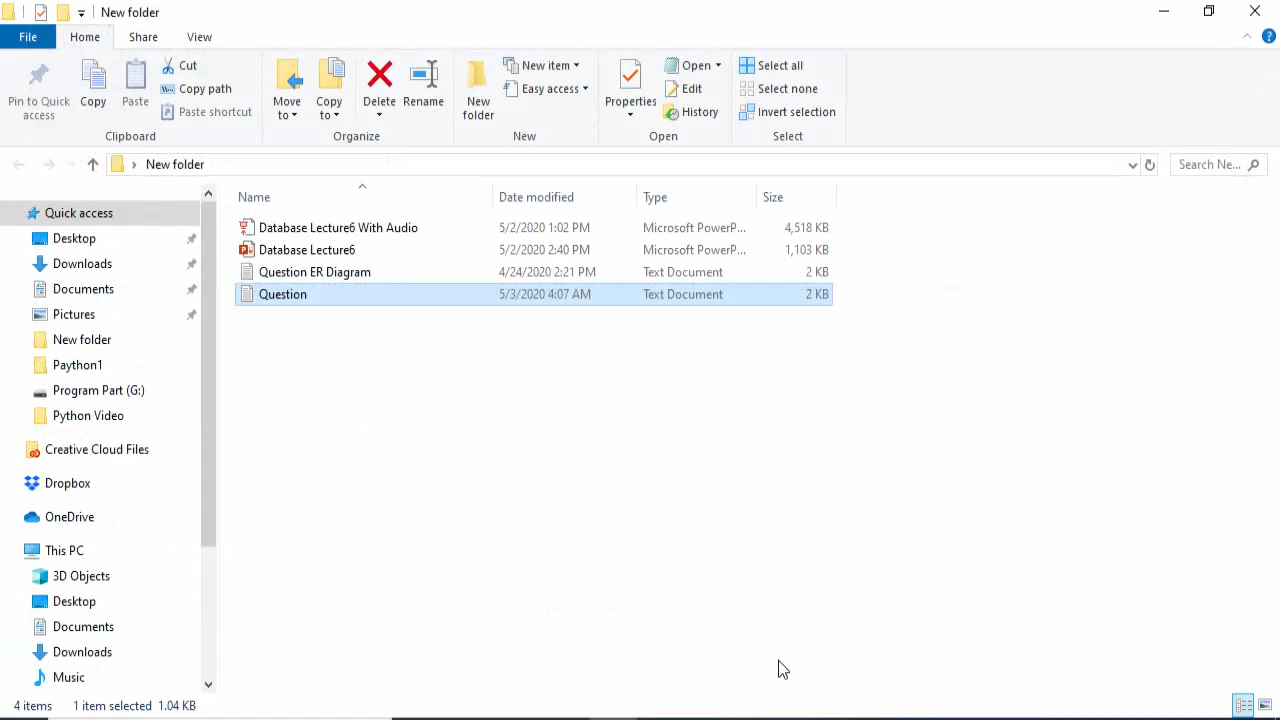 New folder
File Home Share View
Pin to Quick access
Copy
Paste
Cut
Copy path
Paste shortcut
Clipboard
Move to
Copy to
Delete
Rename
Organize
New folder
New item
Easy access
New
Properties
Open
Edit
History
Open
Select all
Select none
Invert selection
Select
New folder
Search Ne...
Name Date modified Type Size
Database Lecture6 With Audio 5/2/2020 1:02 PM Microsoft PowerP... 4,518 KB
Database Lecture6 5/2/2020 2:40 PM Microsoft PowerP... 1,103 KB
Question ER Diagram 4/24/2020 2:21 PM Text Document 2 KB
Question 5/3/2020 4:07 AM Text Document 2 KB
Quick access
Desktop
Downloads
Documents
Pictures
New folder
Paython1
Program Part (G:)
Python Video
Creative Cloud Files
Dropbox
OneDrive
This PC
3D Objects
Desktop
Documents
Downloads
Music
4 items 1 item selected 1.04 KB